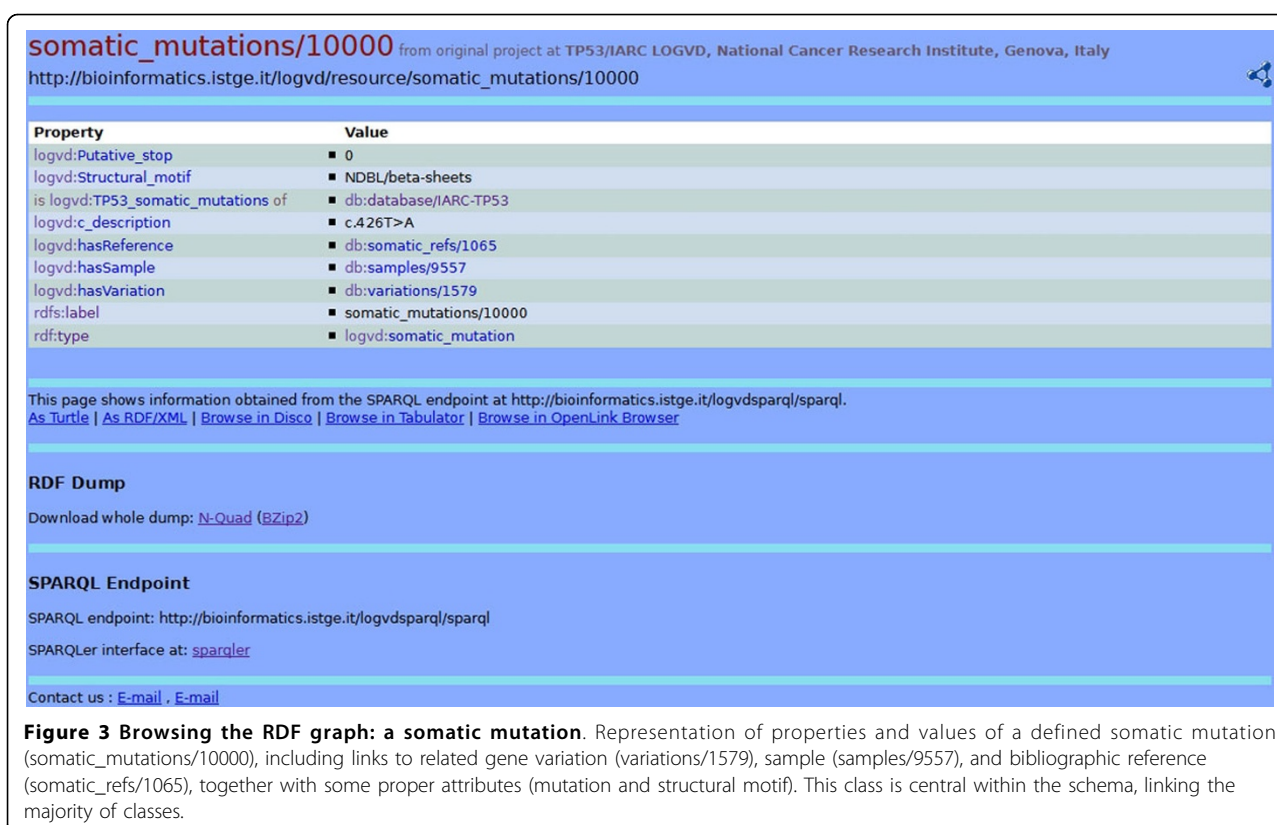 somatic_mutations/10000 from original project at TP53/IARC LOGVD, National Cancer Research Institute, Genova, Italy
http://bioinformatics.istge.it/logvd/resource/somatic_mutations/10000
Property Value
logvd:Putative_stop ■ 0
logvd:Structural_motif ■ NDBL/beta-sheets
is logvd:TP53_somatic_mutations of ■ db:database/IARC-TP53
logvd:c_description ■ c.426T>A
logvd:hasReference ■ db:somatic_refs/1065
logvd:hasSample ■ db:samples/9557
logvd:hasVariation ■ db:variations/1579
rdfs:label ■ somatic_mutations/10000
rdf:type ■ logvd:somatic_mutation
This page shows information obtained from the SPARQL endpoint at http://bioinformatics.istge.it/logvdsparql/sparql.
As Turtle | As RDF/XML | Browse in Disco | Browse in Tabulator | Browse in OpenLink Browser
RDF Dump
Download whole dump: N-Quad (BZip2)
SPARQL Endpoint
SPARQL endpoint: http://bioinformatics.istge.it/logvdsparql/sparql
SPARQLer interface at: sparqler
Contact us : E-mail , E-mail
Figure 3 Browsing the RDF graph: a somatic mutation. Representation of properties and values of a defined somatic mutation
(somatic_mutations/10000), including links to related gene variation (variations/1579), sample (samples/9557), and bibliographic reference
(somatic_refs/1065), together with some proper attributes (mutation and structural motif). This class is central within the schema, linking the
majority of classes.